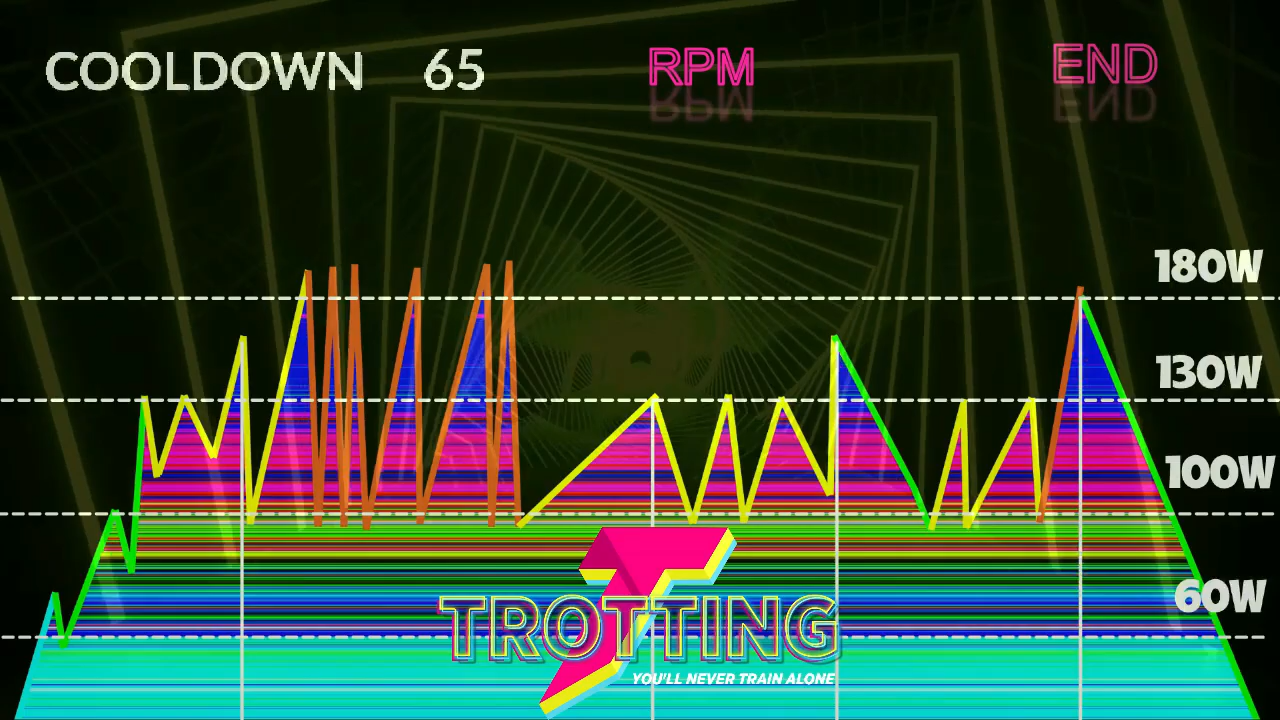 COOLDOWN 65 RPM END
180W
130W
100W
60W
TROTTING
YOU'LL NEVER TRAIN ALONE